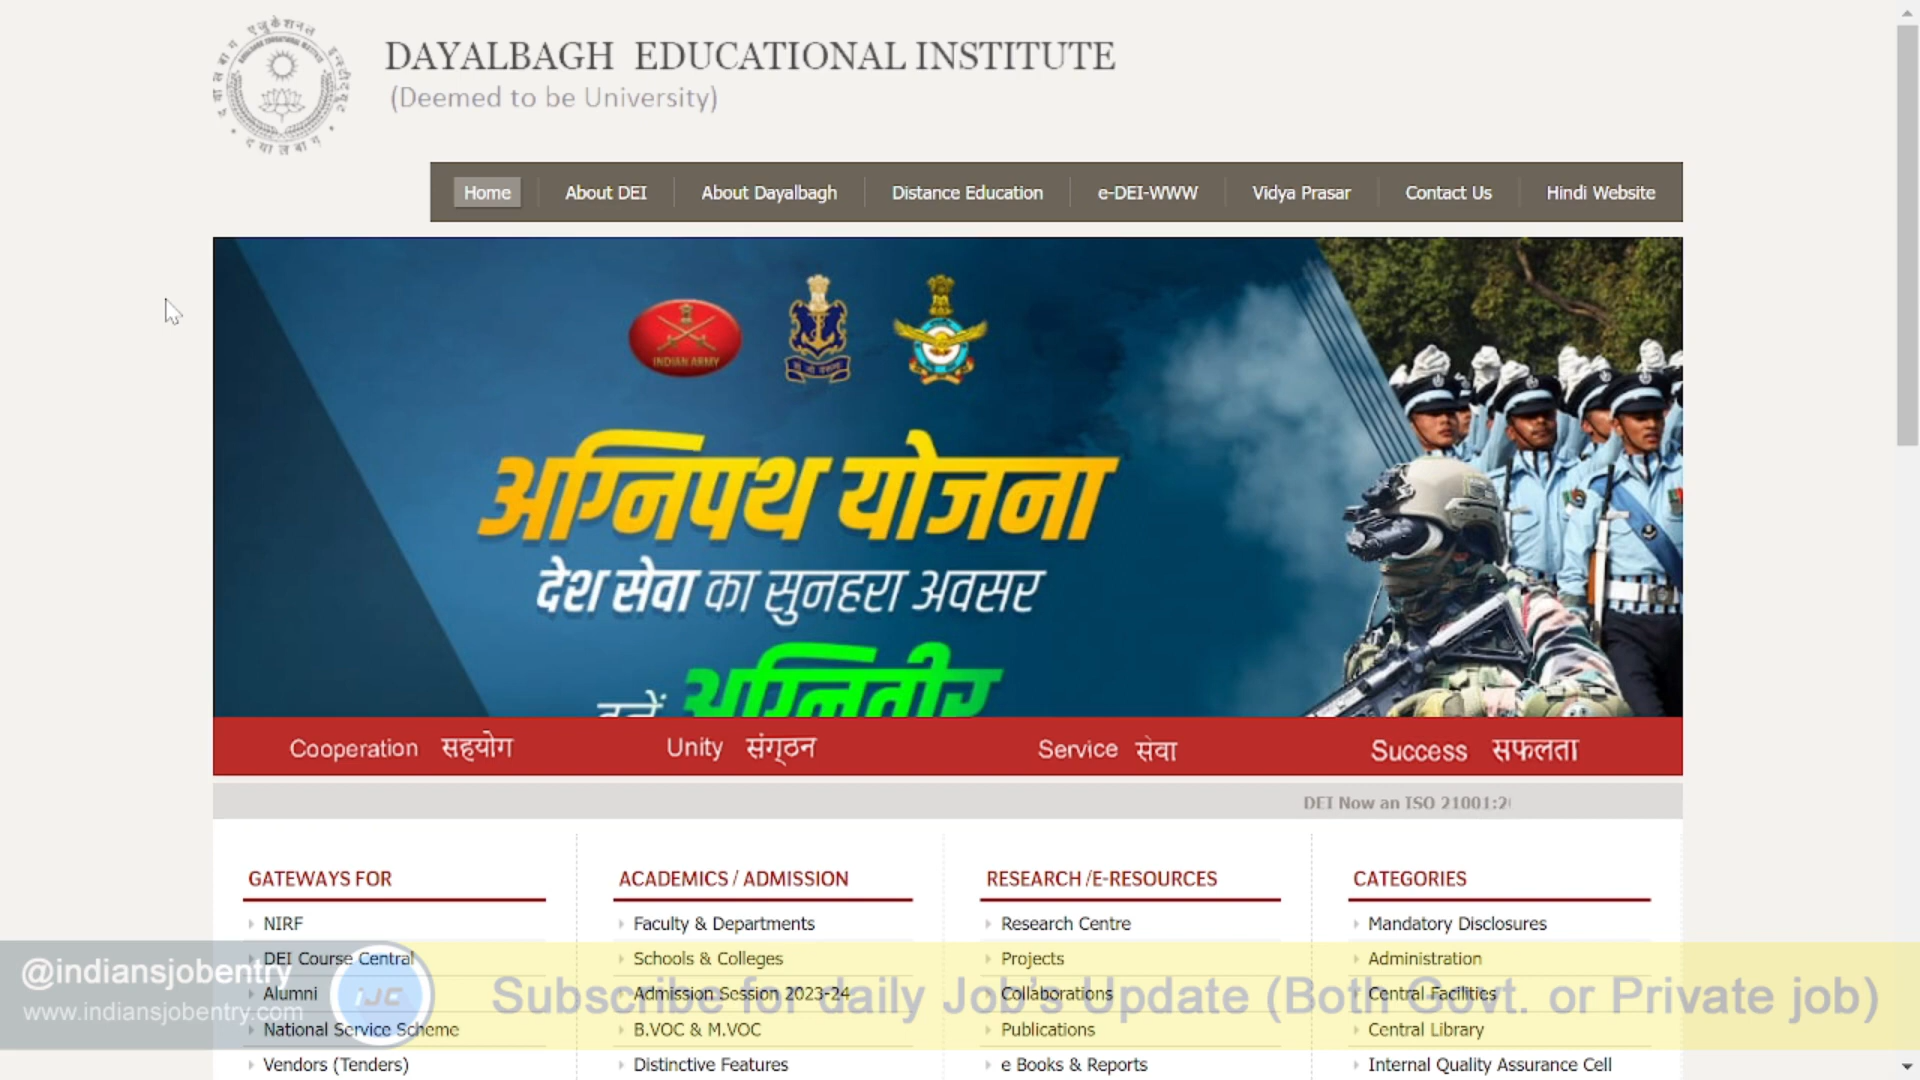 DAYALBAGH EDUCATIONAL INSTITUTE
(Deemed to be University)
Home
About DEI
About Dayalbagh
Distance Education
e-DEI-WWW
Vidya Prasar
Contact Us
Hindi Website
INDIAN ARMY
अग्निपथ योजना
देश सेवा का सुनहरा अवसर
बनें अग्निवीर
Cooperation सहयोग
Unity संगठन
Service सेवा
Success सफलता
DEI Now an ISO 21001:2
GATEWAYS FOR
NIRF
DEI Course Central
Alumni
National Service Scheme
Vendors (Tenders)
ACADEMICS / ADMISSION
Faculty & Departments
Schools & Colleges
Admission Session 2023-24
B.VOC & M.VOC
Distinctive Features
RESEARCH /E-RESOURCES
Research Centre
Projects
Collaborations
Publications
e Books & Reports
CATEGORIES
Mandatory Disclosures
Administration
Central Facilities
Central Library
Internal Quality Assurance Cell
@indiansjobentry
www.indiansjobentry.com
iJC
Subscribe for daily Job's Update (Both Govt. or Private job)